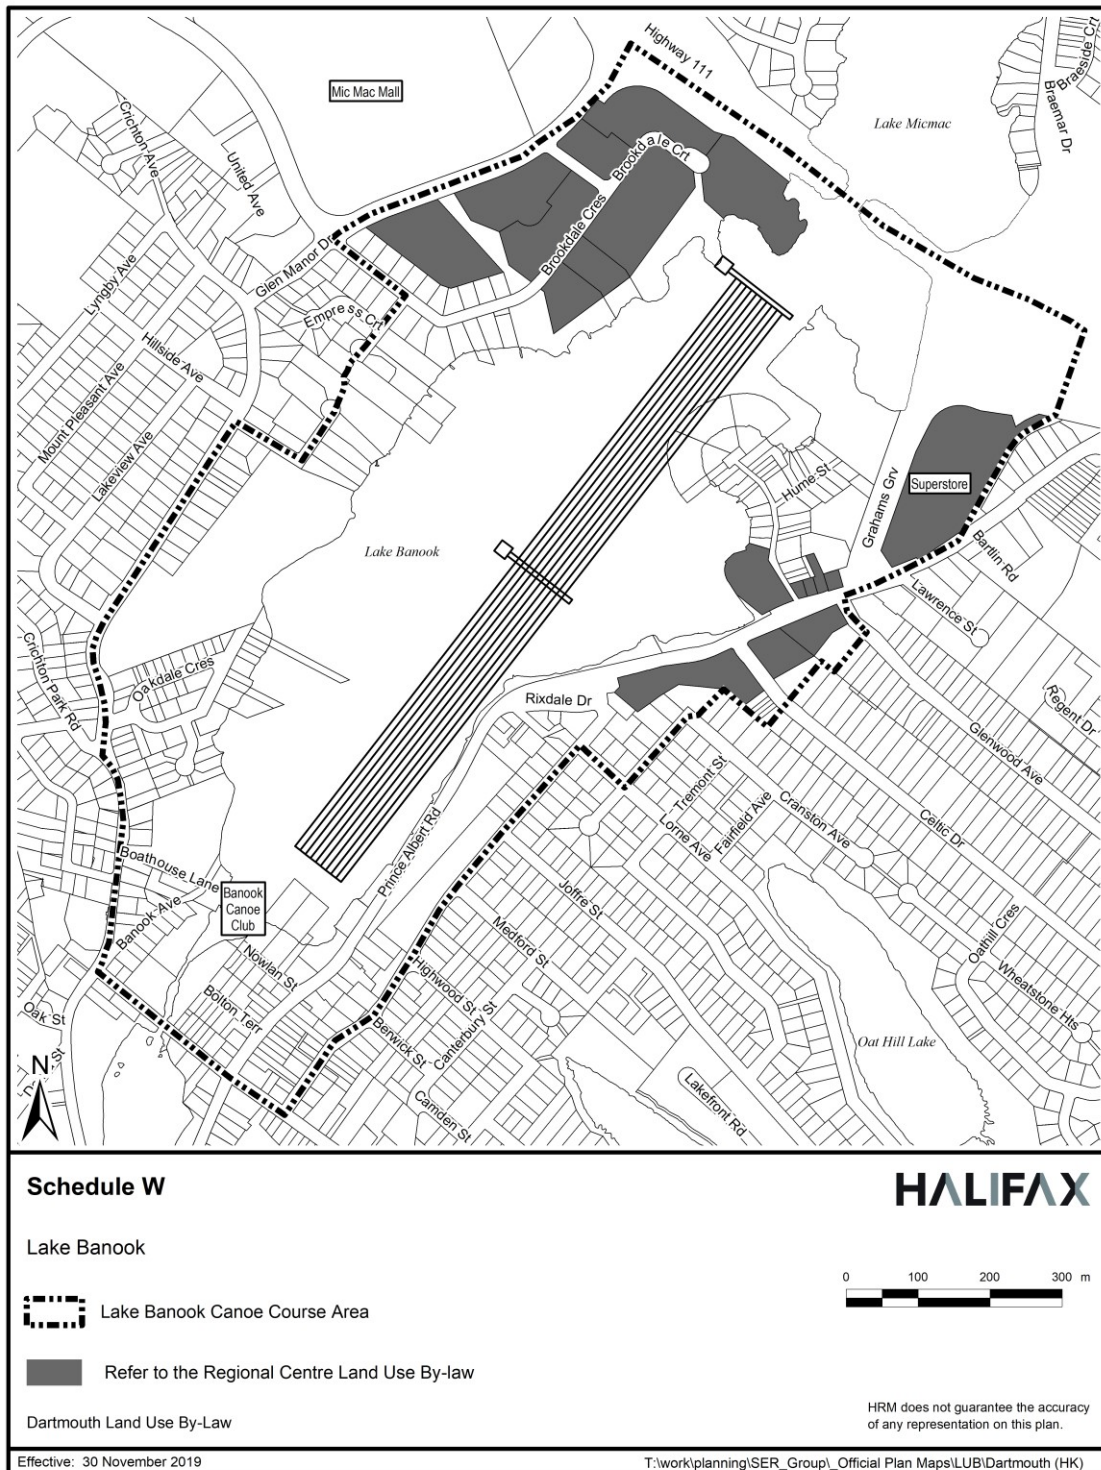 Highway 111
Mic Mac Mall
Lake Micmac
Braeside Crt
Braemar Dr
Crichton Ave
United Ave
Brookdale Crt
Brookdale Cres
Glen Manor Dr
Lyngby Ave
Empress Crt
Hillside Ave
Mount Pleasant Ave
Lakeview Ave
Hume St
Superstore
Grahams Grv
Lake Banook
Bartlin Rd
Lawrence St
Crichton Park Rd
Oakdale Cres
Rixdale Dr
Regent Dr
Glenwood Ave
Tremont St
Cranston Ave
Celtic Dr
Fairfield Ave
Lorne Ave
Prince Albert Rd
Boathouse Lane
Banook
Canoe
Club
Banook Ave
Joffre St
Medford St
Oathill Cres
Nowlan St
Highwood St
Wheatstone Hts
Bolton Terr
Canterbury St
Oak St
Berwick St
Oat Hill Lake
St
N
Camden St
Lakefront Rd
Schedule W
HALIFAX
Lake Banook
0 100 200 300 m
Lake Banook Canoe Course Area
Refer to the Regional Centre Land Use By-law
HRM does not guarantee the accuracy
of any representation on this plan.
Dartmouth Land Use By-Law
Effective: 30 November 2019
T:\work\planning\SER_Group\_Official Plan Maps\LUB\Dartmouth (HK)